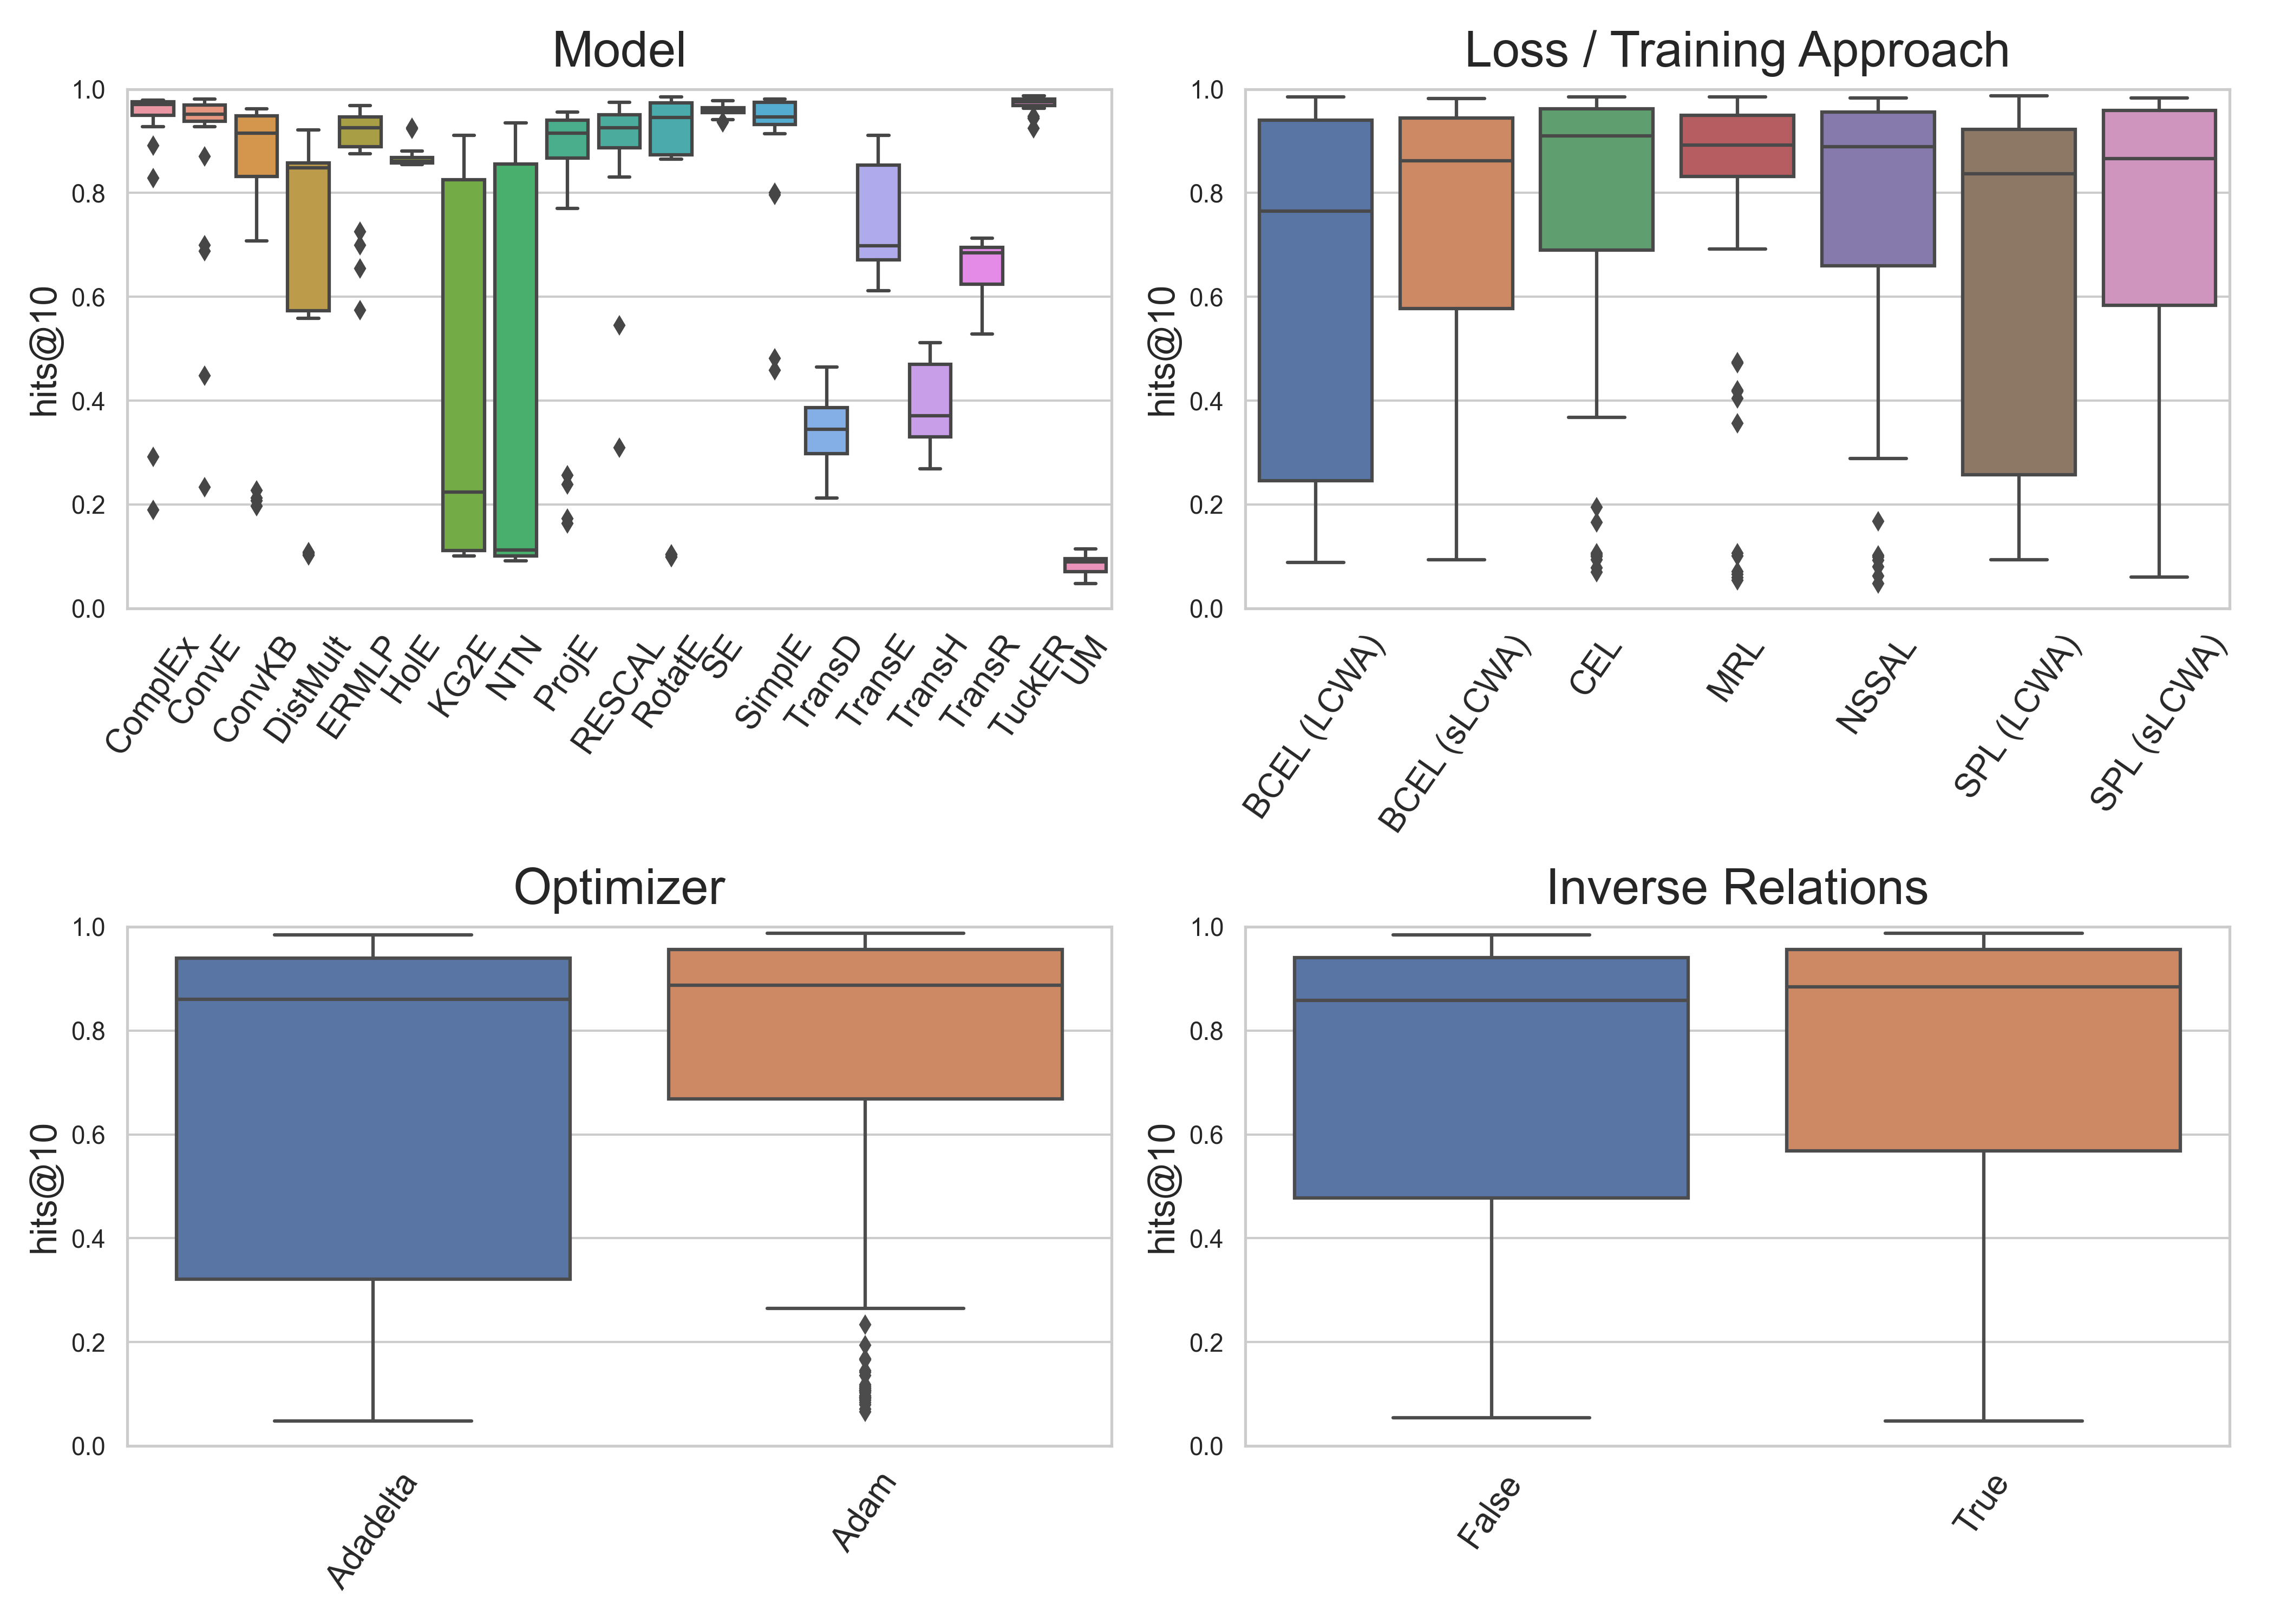 Model
1.0
0.8
0.6
0.4
0.2
0.0
hits@10
ComplEx
ConvE
ConvKB
DistMult
ERMLP
HolE
KG2E
NTN
ProjE
RESCAL
RotatE
SE
SimplE
TransD
TransE
TransH
TransR
TuckER
UM
Loss / Training Approach
1.0
0.8
0.6
0.4
0.2
0.0
hits@10
BCEL (LCWA)
BCEL (sLCWA)
CEL
MRL
NSSAL
SPL (LCWA)
SPL (sLCWA)
Optimizer
1.0
0.8
0.6
0.4
0.2
0.0
hits@10
Adadelta
Adam
Inverse Relations
1.0
0.8
0.6
0.4
0.2
0.0
hits@10
False
True